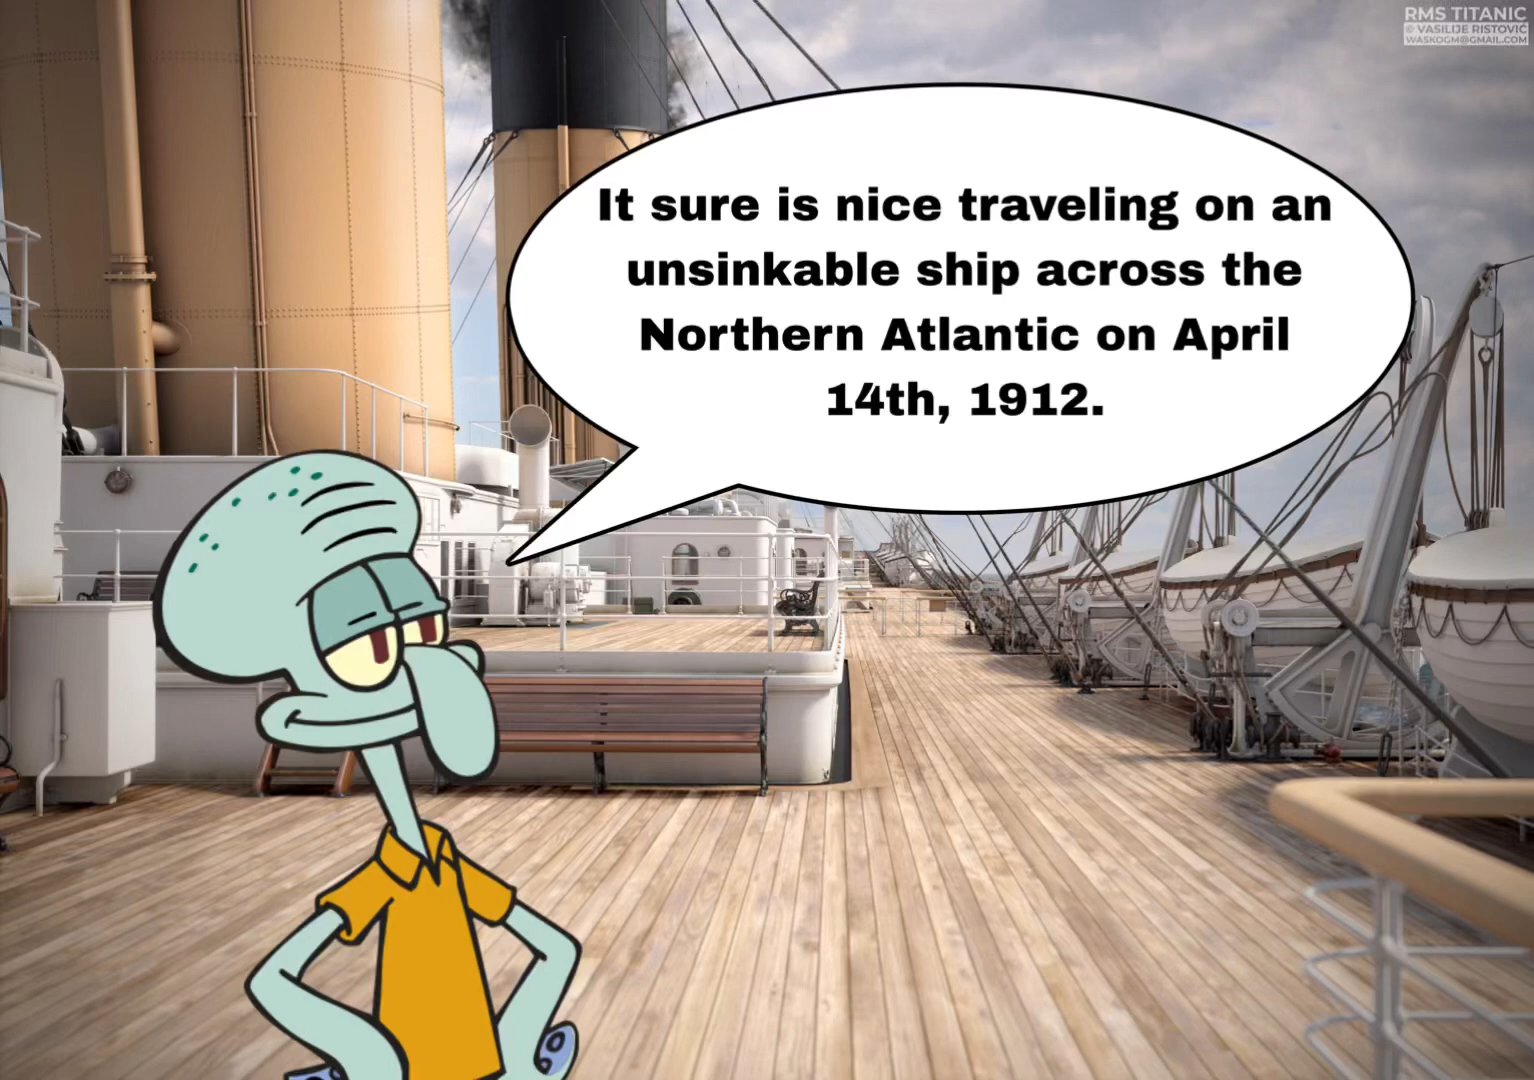 RMS TITANIC
© VASILIJE RISTOVIĆ
WASKOGM@GMAIL.COM
It sure is nice traveling on an
unsinkable ship across the
Northern Atlantic on April
14th, 1912.